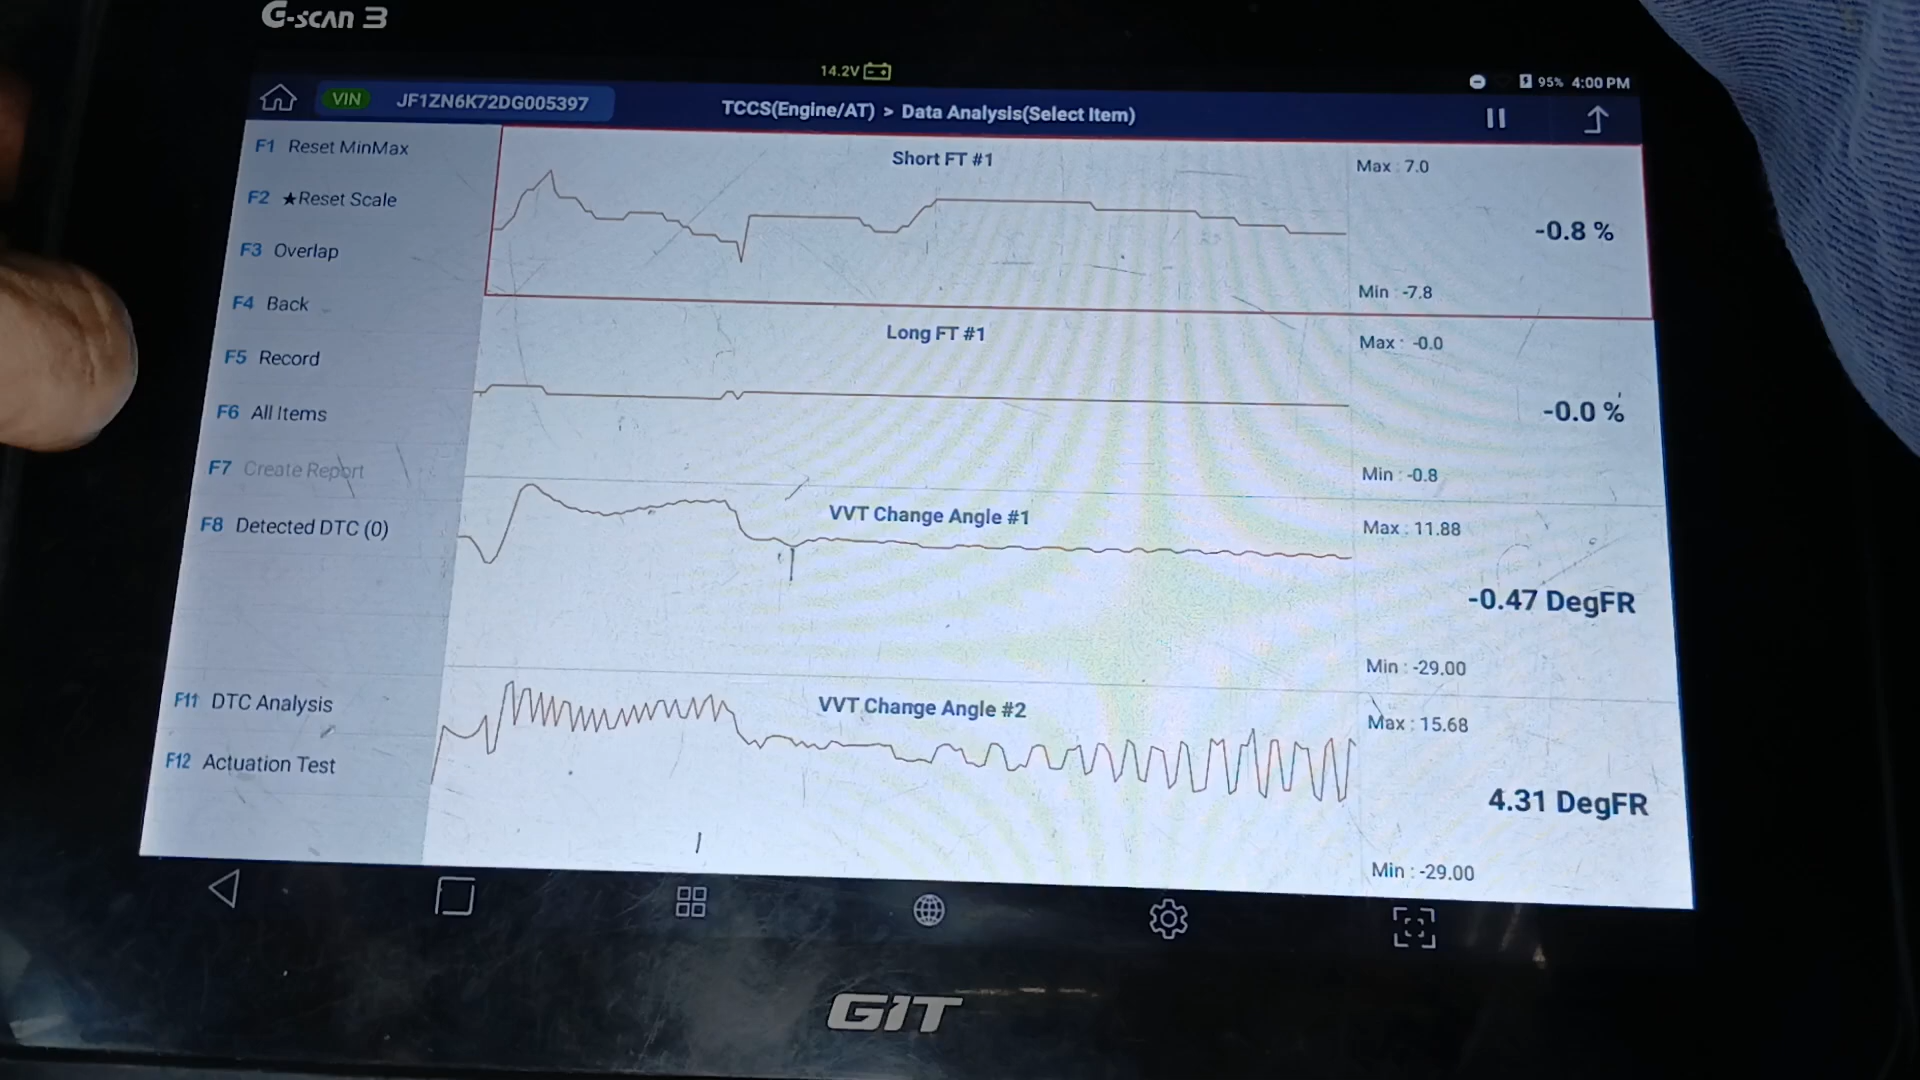 G-scan 3
14.2V
95% 4:00 PM
VIN JF1ZN6K72DG005397
TCCS(Engine/AT) > Data Analysis(Select Item)
F1 Reset MinMax
F2 ★Reset Scale
F3 Overlap
F4 Back
F5 Record
F6 All Items
F7 Create Report
F8 Detected DTC (0)
F11 DTC Analysis
F12 Actuation Test
Short FT #1
Max : 7.0
-0.8 %
Min : -7.8
Long FT #1
Max : -0.0
-0.0 %
Min : -0.8
VVT Change Angle #1
Max : 11.88
-0.47 DegFR
Min : -29.00
VVT Change Angle #2
Max : 15.68
4.31 DegFR
Min : -29.00
GIT